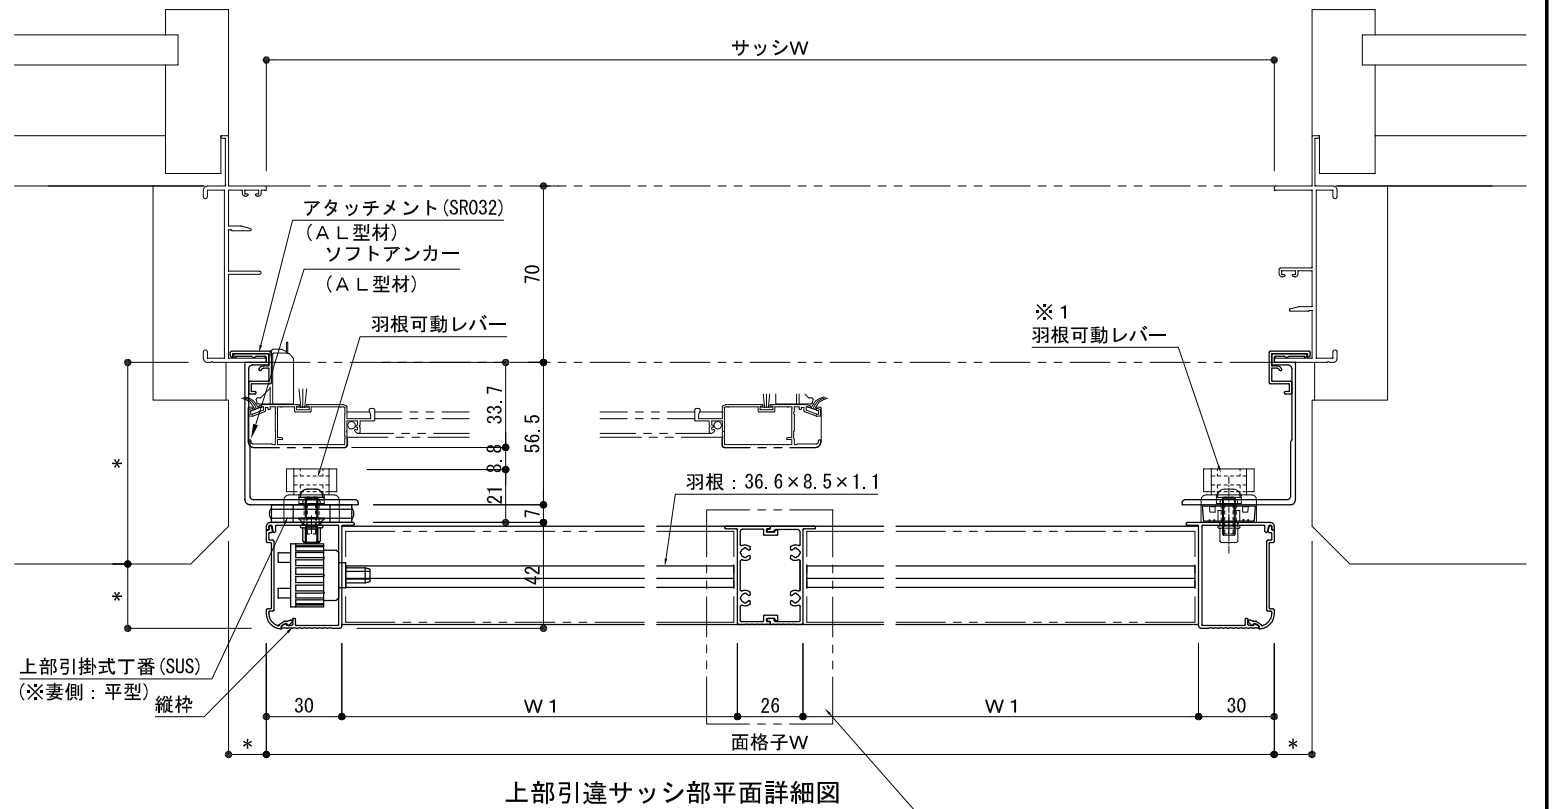 サッシW
アタッチメント(SR032)
(AL型材)
ソフトアンカー
(AL型材)
70
羽根可動レバー
※1
羽根可動レバー
33.7
56.5
8.8
21
7
羽根:36.6×8.5×1.1
42
*
*
上部引掛式丁番(SUS)
(※妻側:平型)
縦枠
30
W1
26
W1
30
*
面格子W
*
上部引違サッシ部平面詳細図